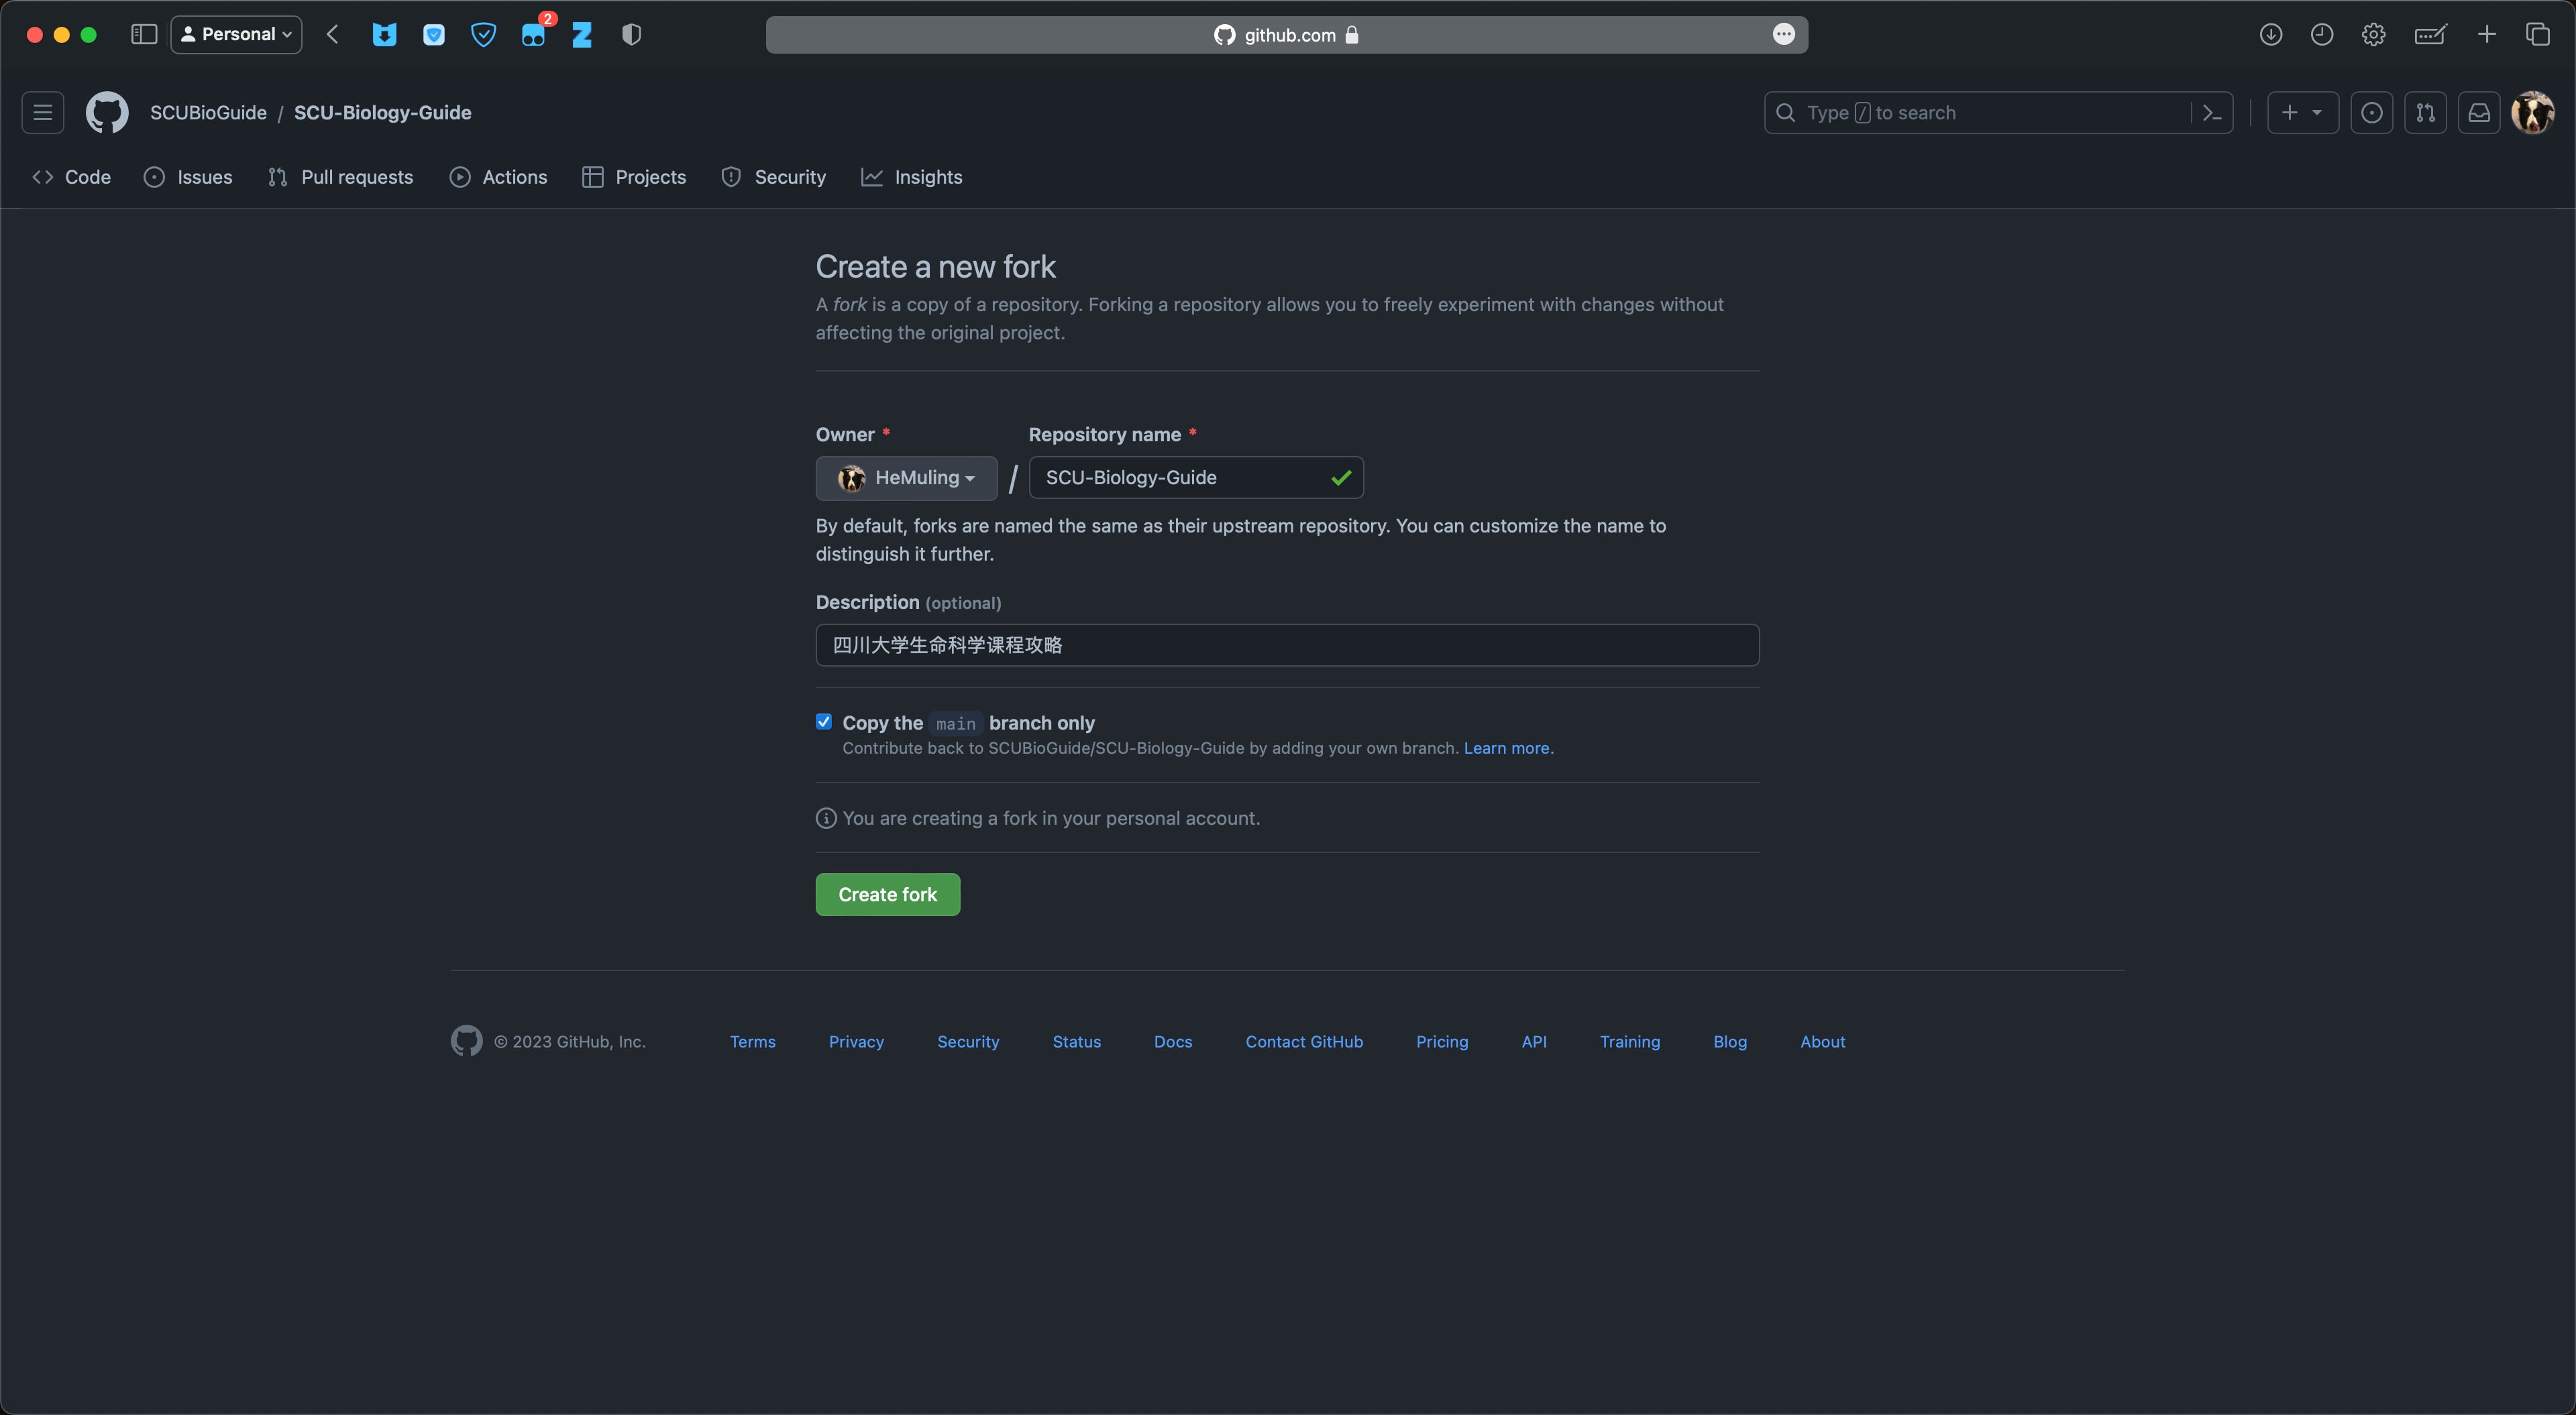 Personal
2
github.com
SCUBioGuide / SCU-Biology-Guide
Type / to search
Code Issues Pull requests Actions Projects Security Insights
Create a new fork
A fork is a copy of a repository. Forking a repository allows you to freely experiment with changes without
affecting the original project.
Owner * Repository name *
HeMuling / SCU-Biology-Guide
By default, forks are named the same as their upstream repository. You can customize the name to
distinguish it further.
Description (optional)
四川大学生命科学课程攻略
Copy the main branch only
Contribute back to SCUBioGuide/SCU-Biology-Guide by adding your own branch. Learn more.
You are creating a fork in your personal account.
Create fork
© 2023 GitHub, Inc. Terms Privacy Security Status Docs Contact GitHub Pricing API Training Blog About